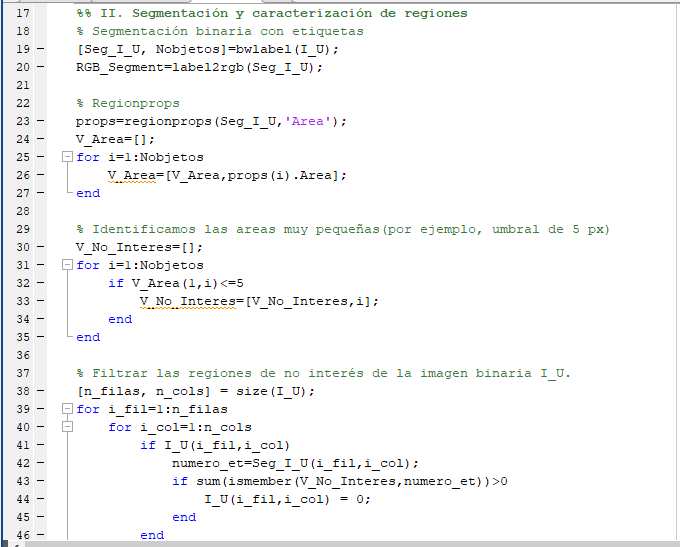 17 %% II. Segmentación y caracterización de regiones
18 % Segmentación binaria con etiquetas
19 - [Seg_I_U, Nobjetos]=bwlabel(I_U);
20 - RGB_Segment=label2rgb(Seg_I_U);
21
22 % Regionprops
23 - props=regionprops(Seg_I_U,'Area');
24 - V_Area=[];
25 - for i=1:Nobjetos
26 - V_Area=[V_Area,props(i).Area];
27 - end
28
29 % Identificamos las areas muy pequeñas(por ejemplo, umbral de 5 px)
30 - V_No_Interes=[];
31 - for i=1:Nobjetos
32 - if V_Area(1,i)<=5
33 - V_No_Interes=[V_No_Interes,i];
34 - end
35 - end
36
37 % Filtrar las regiones de no interés de la imagen binaria I_U.
38 - [n_filas, n_cols] = size(I_U);
39 - for i_fil=1:n_filas
40 - for i_col=1:n_cols
41 - if I_U(i_fil,i_col)
42 - numero_et=Seg_I_U(i_fil,i_col);
43 - if sum(ismember(V_No_Interes,numero_et))>0
44 - I_U(i_fil,i_col) = 0;
45 - end
46 - end